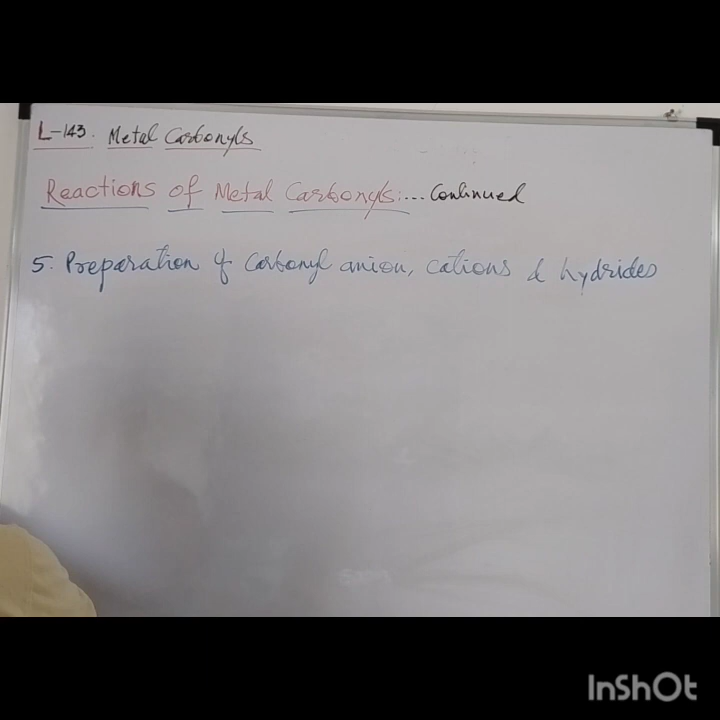 L-143. Metal Carbonyls
Reactions of Metal Carbonyls:... Continued
5. Preparation of Carbonyl anion, cations & hydrides
InShOt